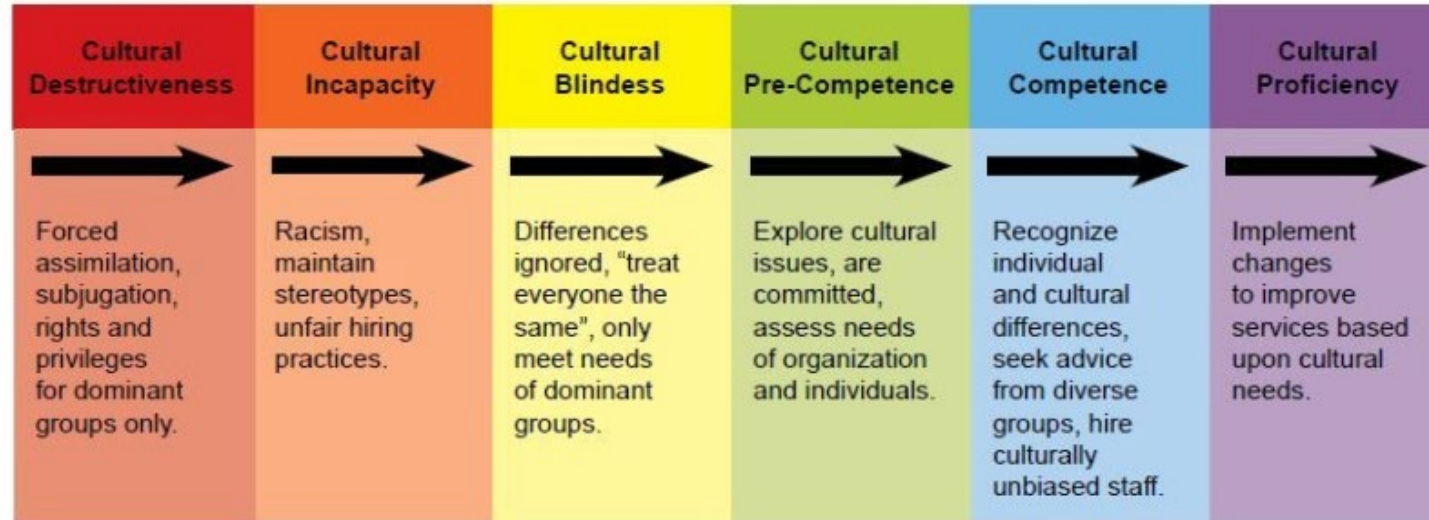 Cultural
Destructiveness
Cultural
Incapacity
Cultural
Blindess
Cultural
Pre-Competence
Cultural
Competence
Cultural
Proficiency
Forced
assimilation,
subjugation,
rights and
privileges
for dominant
groups only.
Racism,
maintain
stereotypes,
unfair hiring
practices.
Differences
ignored, “treat
everyone the
same”, only
meet needs
of dominant
groups.
Explore cultural
issues, are
committed,
assess needs
of organization
and individuals.
Recognize
individual
and cultural
differences,
seek advice
from diverse
groups, hire
culturally
unbiased staff.
Implement
changes
to improve
services based
upon cultural
needs.